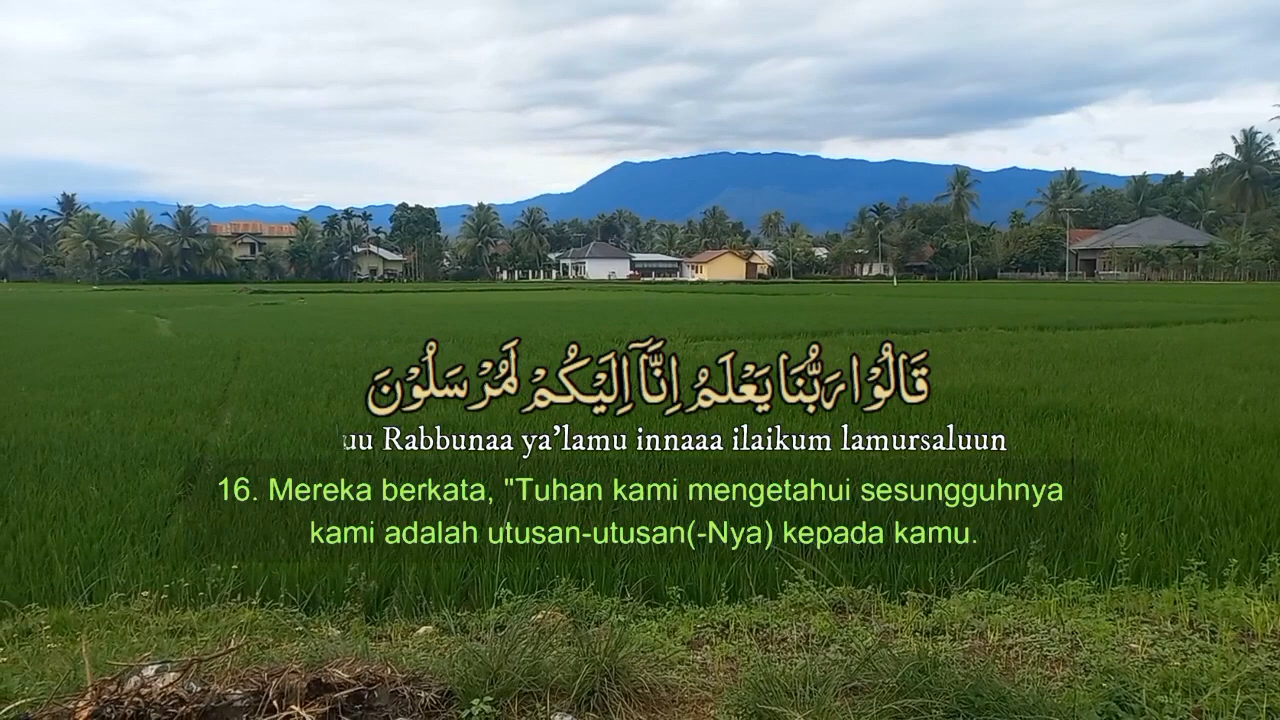 قَالُوْا رَبُّنَا يَعْلَمُ اِنَّآ اِلَيْكُمْ لَمُرْسَلُوْنَ
uu Rabbunaa ya'lamu innaaa ilaikum lamursaluun
16. Mereka berkata, "Tuhan kami mengetahui sesungguhnya
kami adalah utusan-utusan(-Nya) kepada kamu.